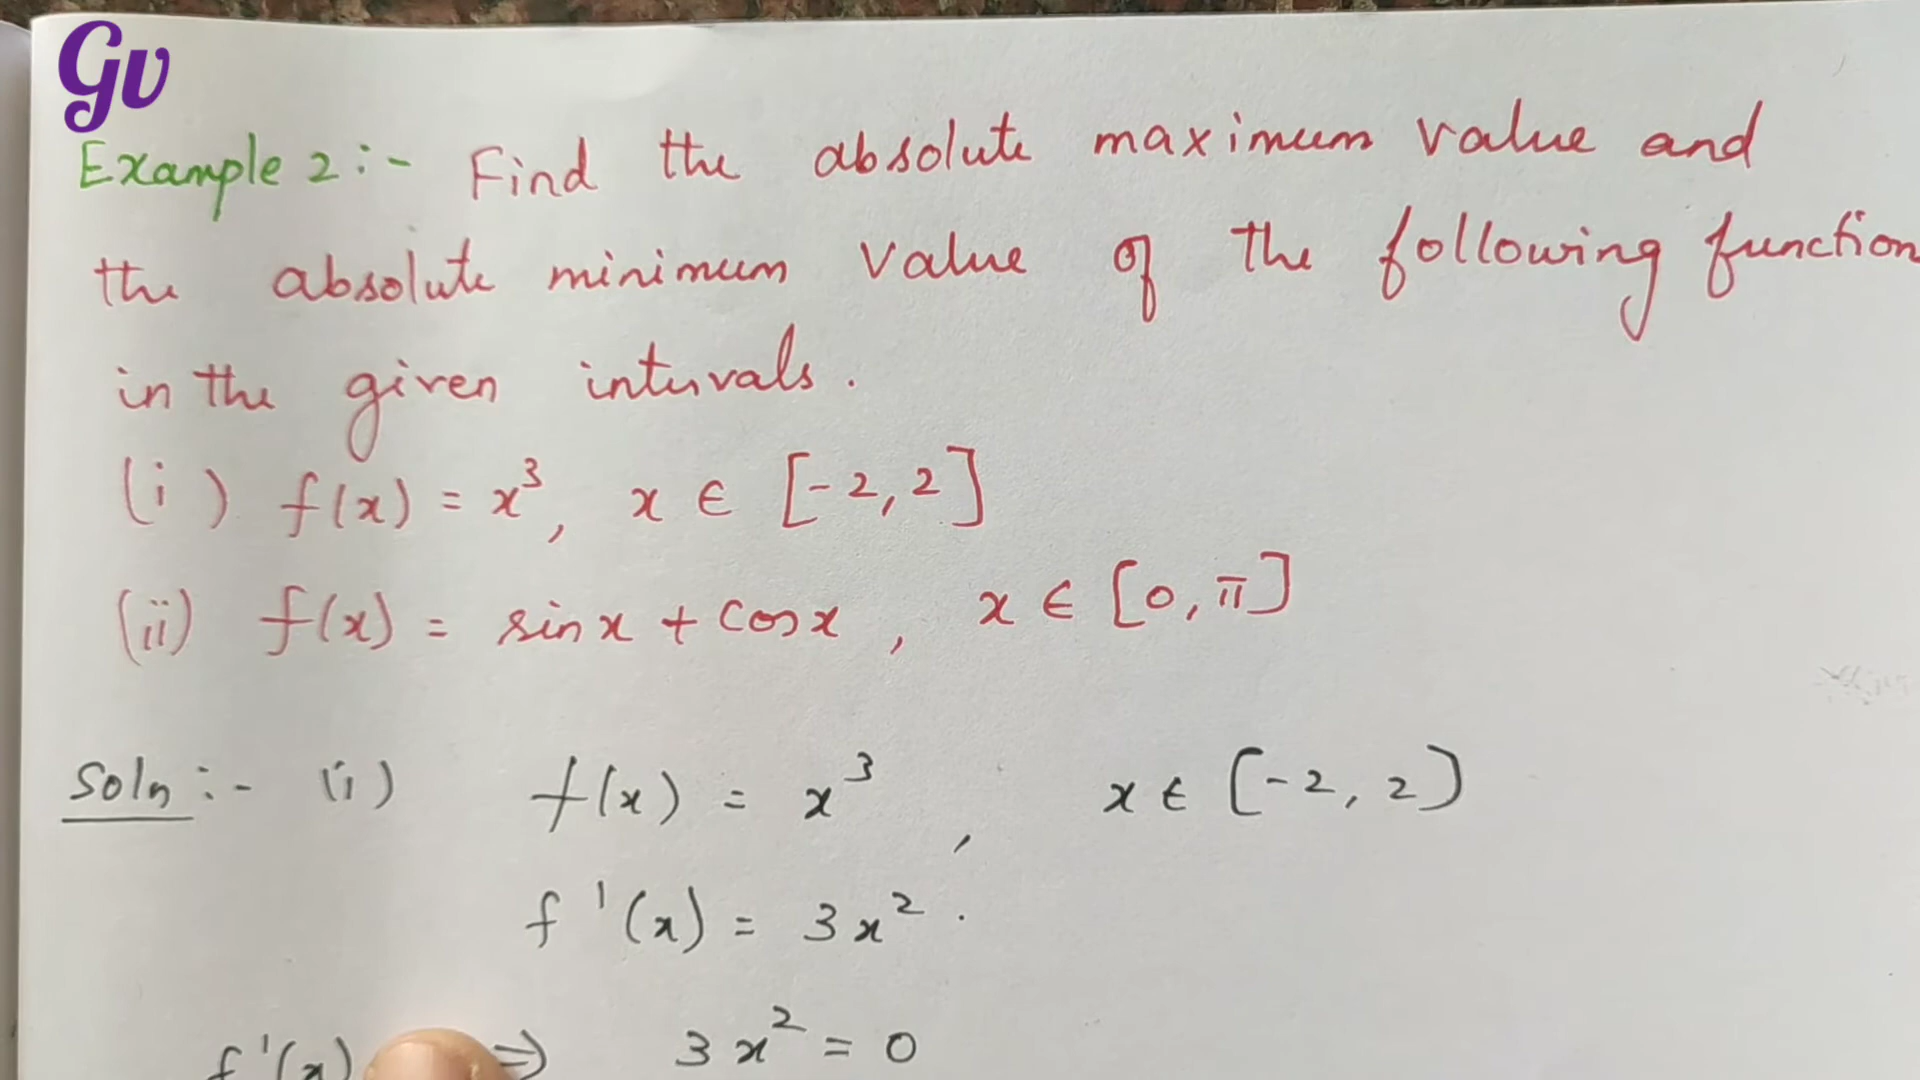 Gv
Example 2 :- Find the absolute maximum value and
the absolute minimum value of the following function
in the given intervals.
(i) f(x) = x³, x ∈ [-2, 2]
(ii) f(x) = sin x + cos x, x ∈ [0, π]
Soln :- (i) f(x) = x³, x ∈ [-2, 2)
f'(x) = 3x².
f'(x) ⇒ 3x² = 0